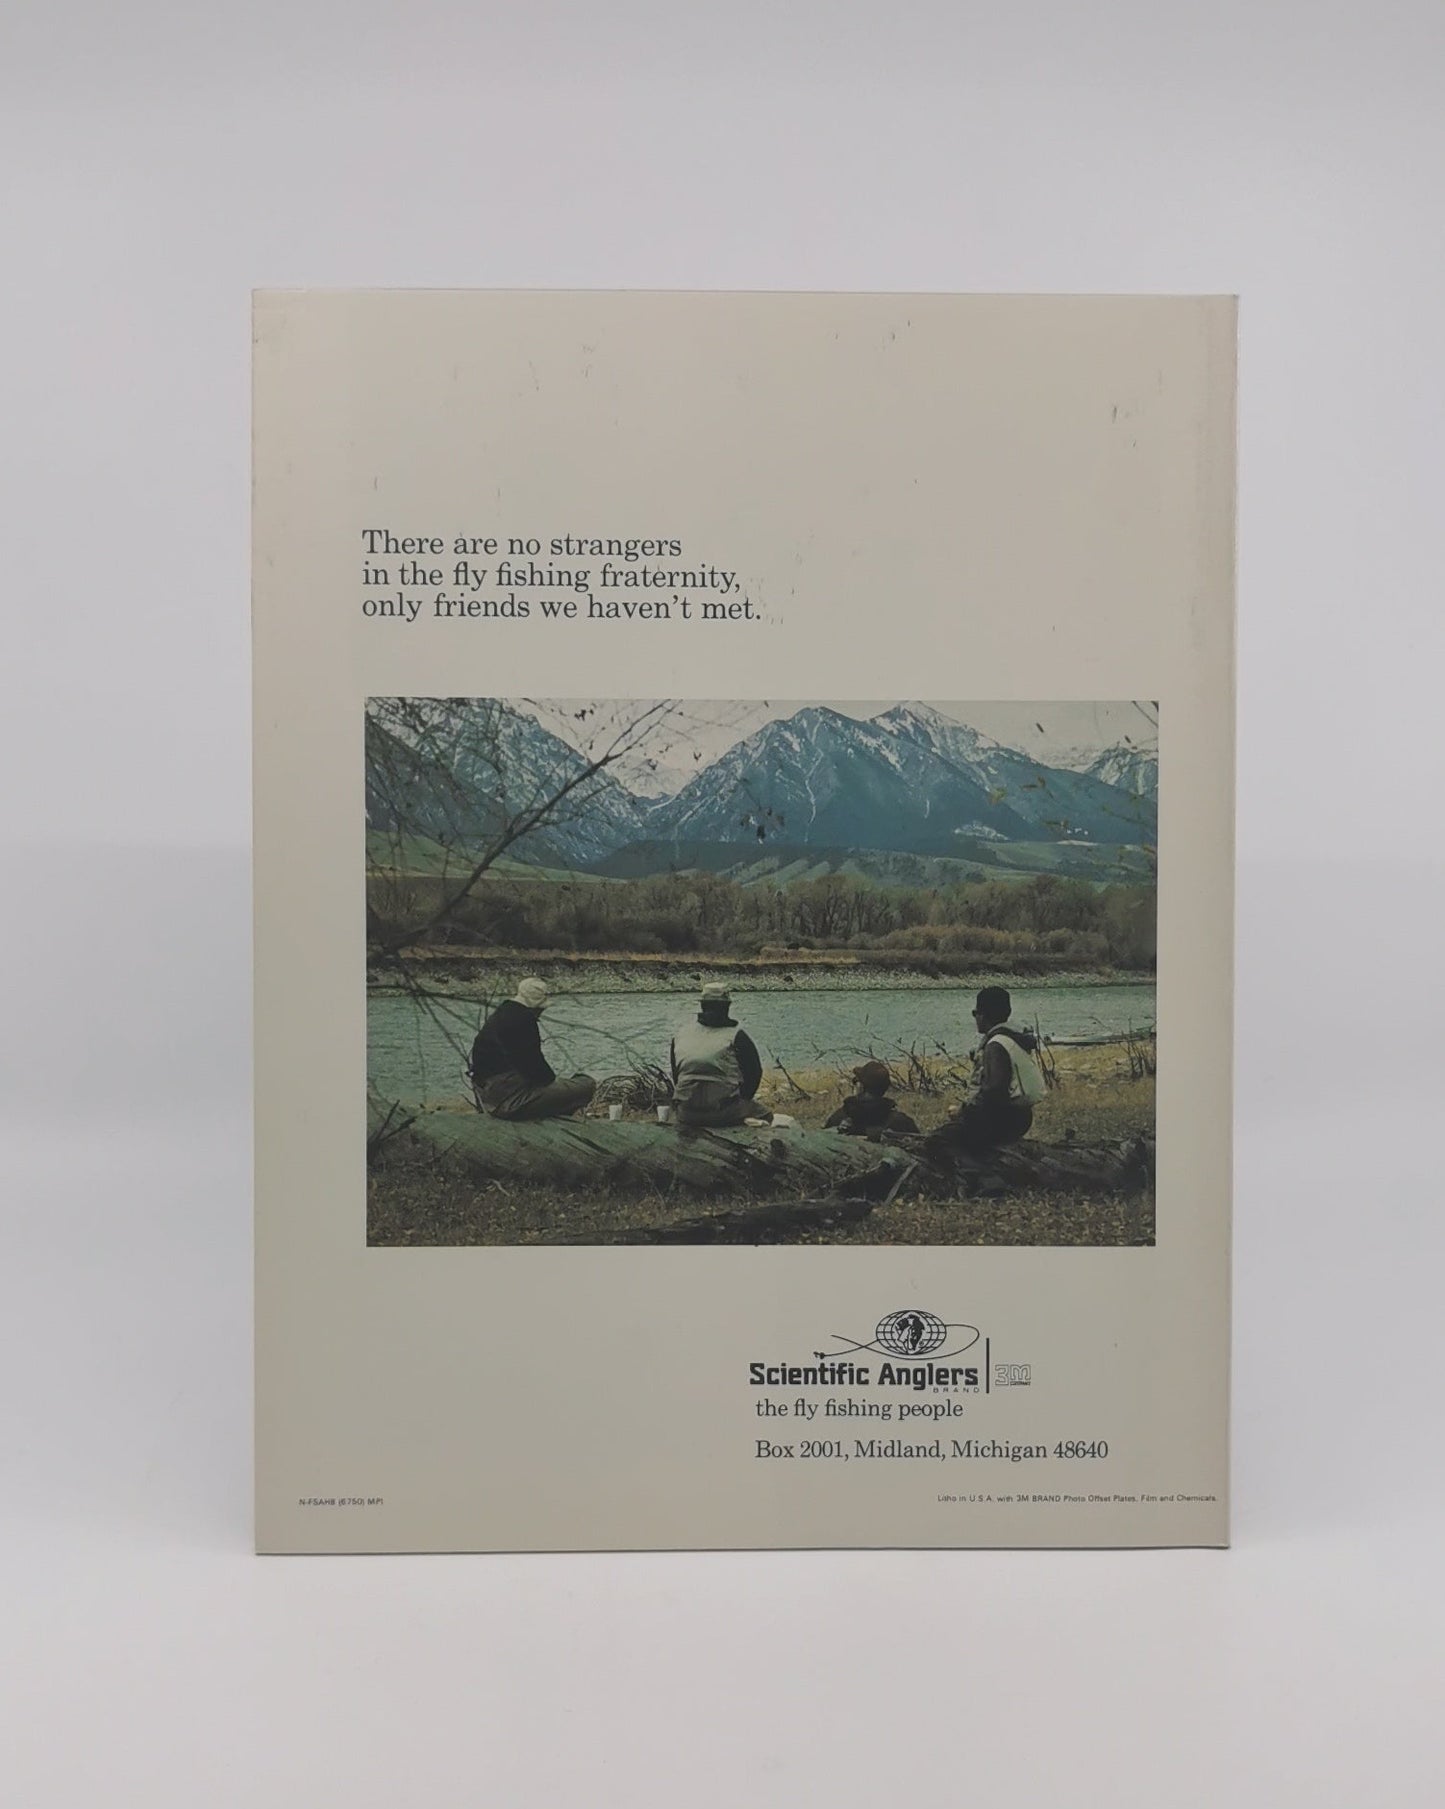 There are no strangers
in the fly fishing fraternity,
only friends we haven't met.
Scientific Anglers
BRAND
3M
COMPANY
the fly fishing people
Box 2001, Midland, Michigan 48640
N-FSAHB (6750) MPI
Litho in U.S.A. with 3M BRAND Photo Offset Plates, Film and Chemicals.